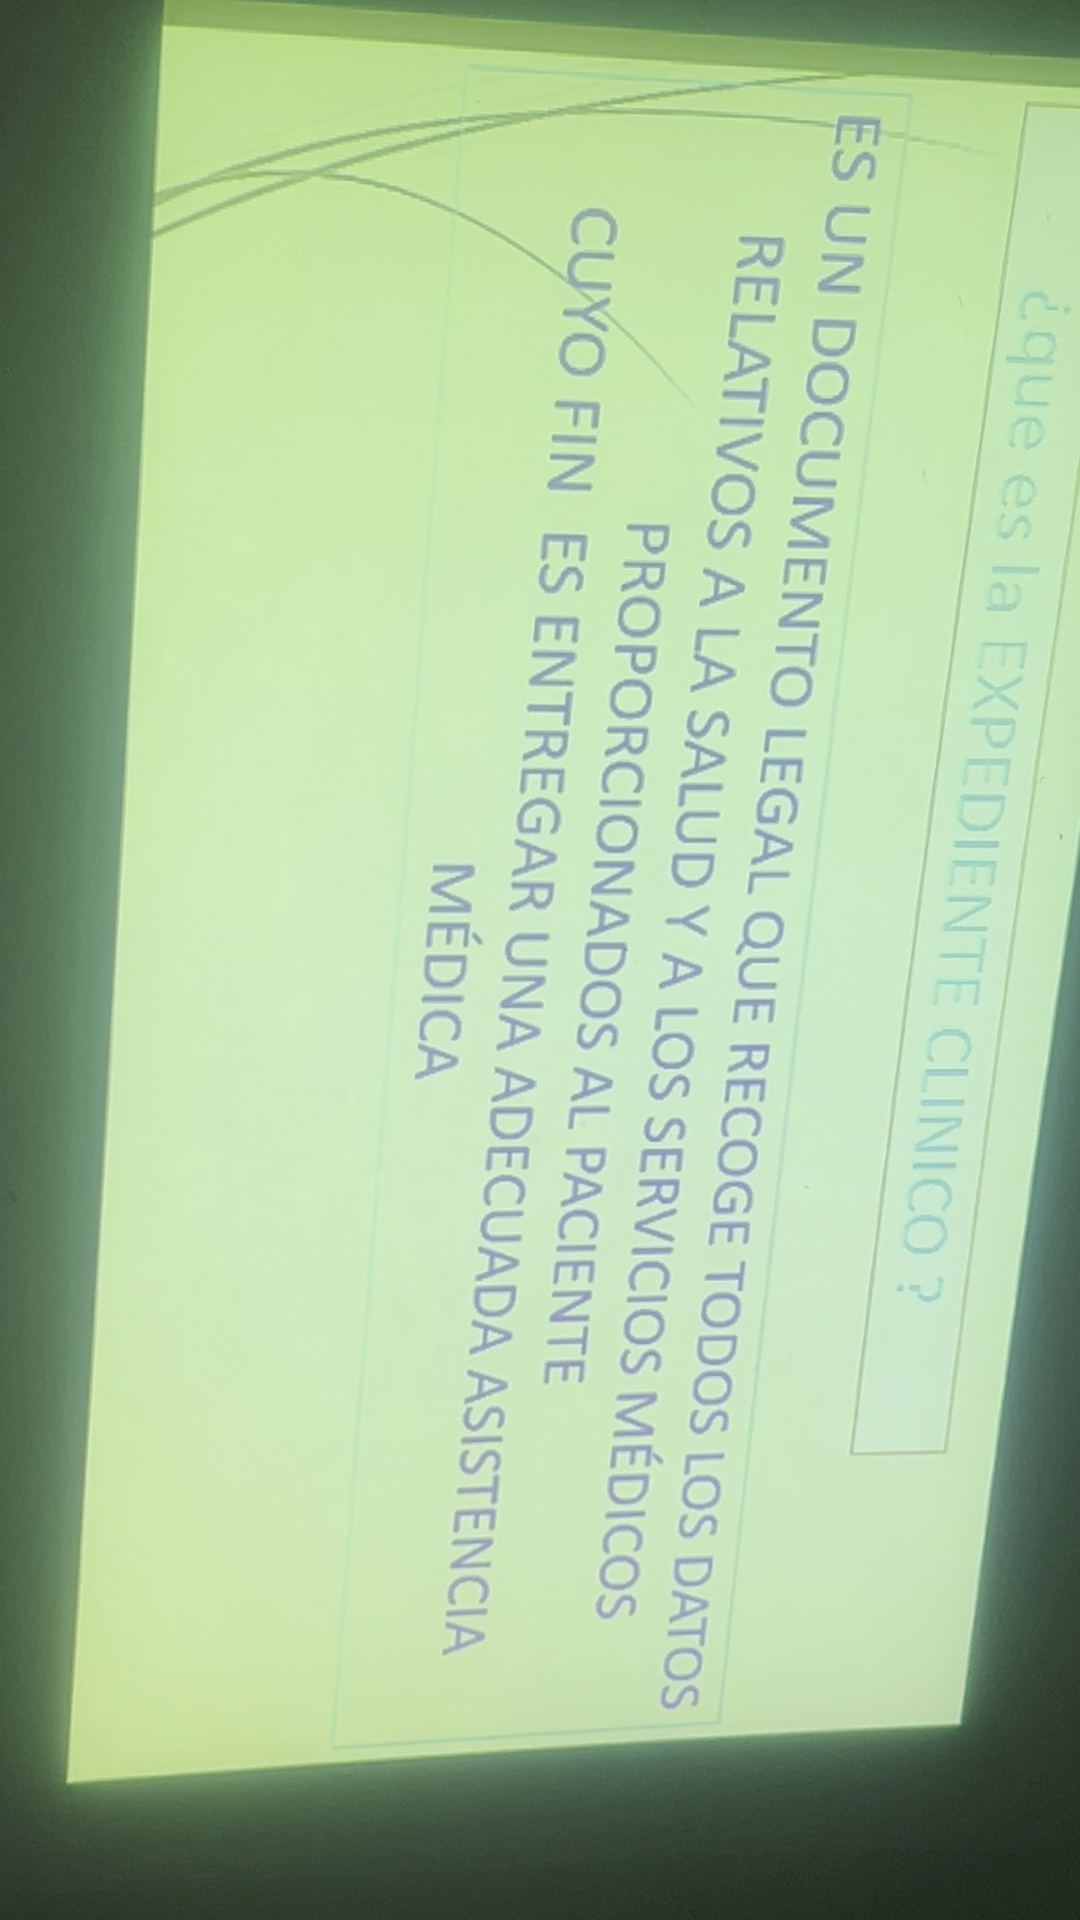 ¿que es la EXPEDIENTE CLINICO ?
ES UN DOCUMENTO LEGAL QUE RECOGE TODOS LOS DATOS
RELATIVOS A LA SALUD Y A LOS SERVICIOS MÉDICOS
PROPORCIONADOS AL PACIENTE
CUYO FIN ES ENTREGAR UNA ADECUADA ASISTENCIA
MÉDICA